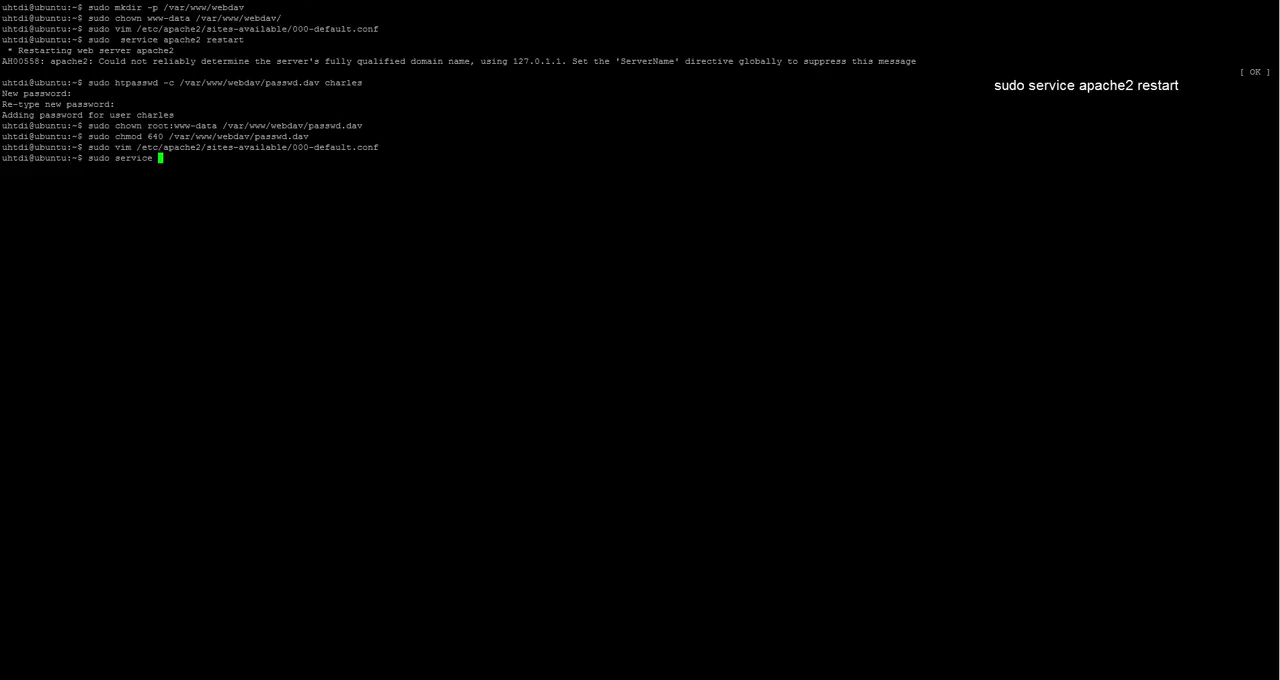 uhtdi@ubuntu:~$ sudo mkdir -p /var/www/webdav
uhtdi@ubuntu:~$ sudo chown www-data /var/www/webdav/
uhtdi@ubuntu:~$ sudo vim /etc/apache2/sites-available/000-default.conf
uhtdi@ubuntu:~$ sudo  service apache2 restart
 * Restarting web server apache2
AH00558: apache2: Could not reliably determine the server's fully qualified domain name, using 127.0.1.1. Set the 'ServerName' directive globally to suppress this message
[ OK ]
uhtdi@ubuntu:~$ sudo htpasswd -c /var/www/webdav/passwd.dav charles
sudo service apache2 restart
New password:
Re-type new password:
Adding password for user charles
uhtdi@ubuntu:~$ sudo chown root:www-data /var/www/webdav/passwd.dav
uhtdi@ubuntu:~$ sudo chmod 640 /var/www/webdav/passwd.dav
uhtdi@ubuntu:~$ sudo vim /etc/apache2/sites-available/000-default.conf
uhtdi@ubuntu:~$ sudo service